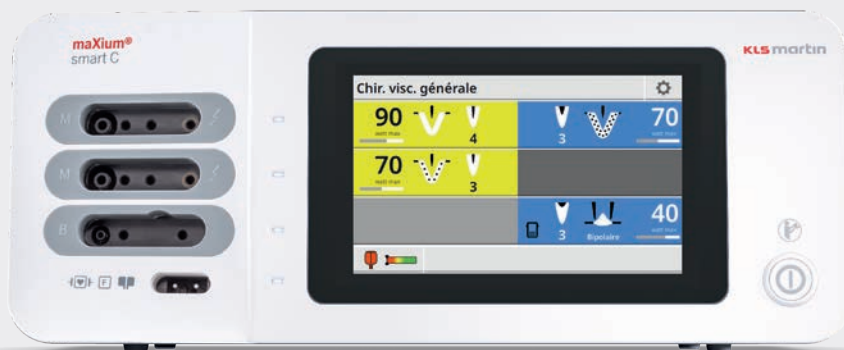 maXium®
smart C
KLS martin
M
M
B
F
Chir. visc. générale
90
watt max
4
3
70
watt max
70
watt max
3
3
Bipolaire
40
watt max